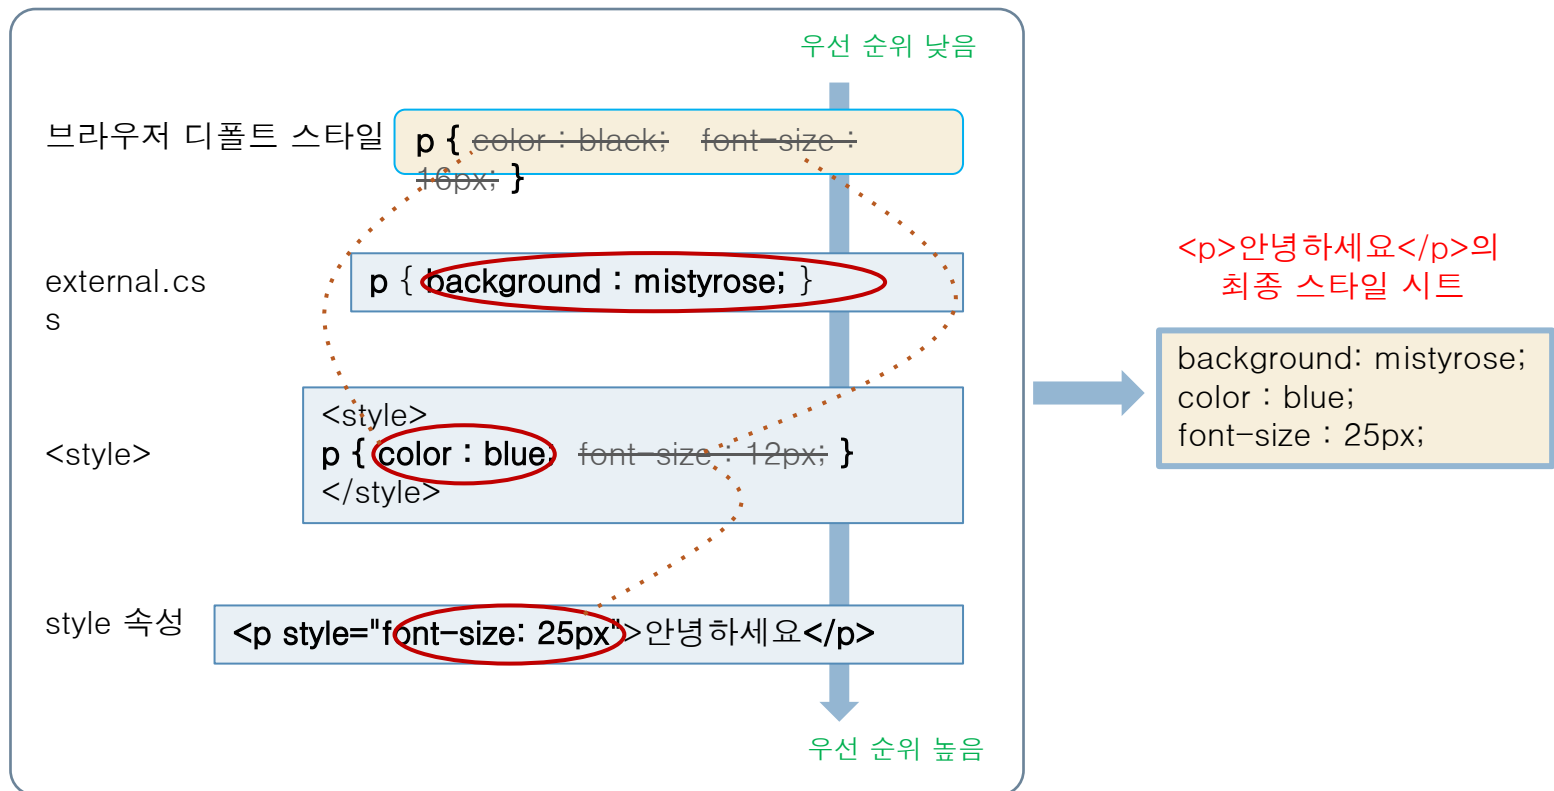 우선 순위 낮음
브라우저 디폴트 스타일
p { color : black; font-size :
16px; }
external.cs
s
p { background : mistyrose; }
<style>
<style>
p { color : blue; font-size : 12px; }
</style>
style 속성
<p style="font-size: 25px">안녕하세요</p>
우선 순위 높음
<p>안녕하세요</p>의
최종 스타일 시트
background: mistyrose;
color : blue;
font-size : 25px;